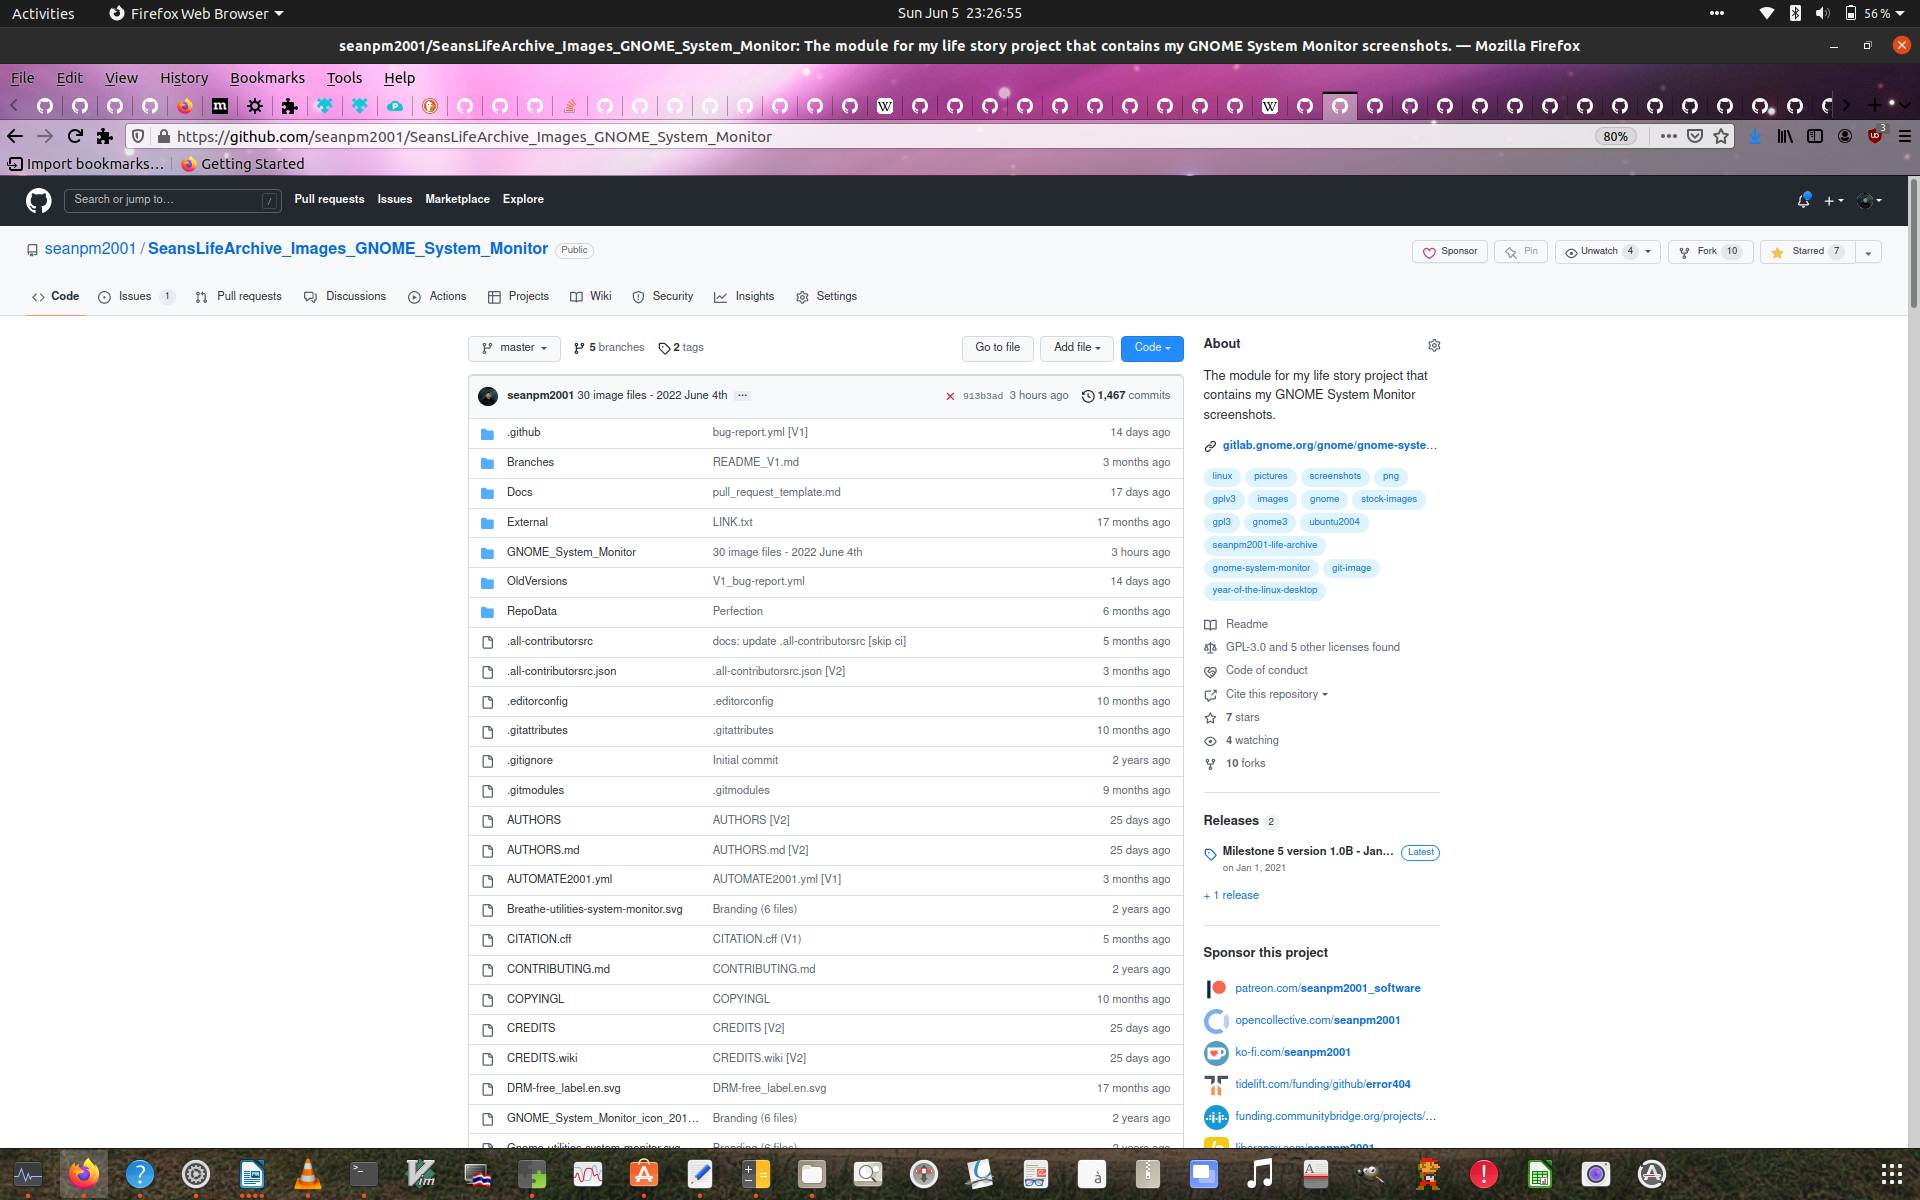 Activities
Firefox Web Browser
Sun Jun 5 23:26:55
56 %
seanpm2001/SeansLifeArchive_Images_GNOME_System_Monitor: The module for my life story project that contains my GNOME System Monitor screenshots. — Mozilla Firefox
File Edit View History Bookmarks Tools Help
https://github.com/seanpm2001/SeansLifeArchive_Images_GNOME_System_Monitor
80%
3
Import bookmarks…
Getting Started
Search or jump to…
/
Pull requests Issues Marketplace Explore
seanpm2001 / SeansLifeArchive_Images_GNOME_System_Monitor Public
Sponsor
Pin
Unwatch 4
Fork 10
Starred 7
Code
Issues 1
Pull requests
Discussions
Actions
Projects
Wiki
Security
Insights
Settings
master
5 branches
2 tags
Go to file
Add file
Code
seanpm2001 30 image files - 2022 June 4th ... 913b3ad 3 hours ago 1,467 commits
.github bug-report.yml [V1] 14 days ago
Branches README_V1.md 3 months ago
Docs pull_request_template.md 17 days ago
External LINK.txt 17 months ago
GNOME_System_Monitor 30 image files - 2022 June 4th 3 hours ago
OldVersions V1_bug-report.yml 14 days ago
RepoData Perfection 6 months ago
.all-contributorsrc docs: update .all-contributorsrc [skip ci] 5 months ago
.all-contributorsrc.json .all-contributorsrc.json [V2] 3 months ago
.editorconfig .editorconfig 10 months ago
.gitattributes .gitattributes 10 months ago
.gitignore Initial commit 2 years ago
.gitmodules .gitmodules 9 months ago
AUTHORS AUTHORS [V2] 25 days ago
AUTHORS.md AUTHORS.md [V2] 25 days ago
AUTOMATE2001.yml AUTOMATE2001.yml [V1] 3 months ago
Breathe-utilities-system-monitor.svg Branding (6 files) 2 years ago
CITATION.cff CITATION.cff (V1) 5 months ago
CONTRIBUTING.md CONTRIBUTING.md 2 years ago
COPYINGL COPYINGL 10 months ago
CREDITS CREDITS [V2] 25 days ago
CREDITS.wiki CREDITS.wiki [V2] 25 days ago
DRM-free_label.en.svg DRM-free_label.en.svg 17 months ago
GNOME_System_Monitor_icon_201… Branding (6 files) 2 years ago
Gnome-utilities-system-monitor.svg Branding (6 files) 2 years ago
About
The module for my life story project that
contains my GNOME System Monitor
screenshots.
gitlab.gnome.org/gnome/gnome-syste…
linux pictures screenshots png
gplv3 images gnome stock-images
gpl3 gnome3 ubuntu2004
seanpm2001-life-archive
gnome-system-monitor git-image
year-of-the-linux-desktop
Readme
GPL-3.0 and 5 other licenses found
Code of conduct
Cite this repository
7 stars
4 watching
10 forks
Releases 2
Milestone 5 version 1.0B - Jan… Latest
on Jan 1, 2021
+ 1 release
Sponsor this project
patreon.com/seanpm2001_software
opencollective.com/seanpm2001
ko-fi.com/seanpm2001
tidelift.com/funding/github/error404
funding.communitybridge.org/projects/…
liberapay.com/seanpm2001